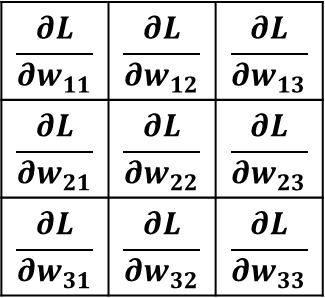 ∂L ∂L ∂L
∂w₁₁ ∂w₁₂ ∂w₁₃
∂L ∂L ∂L
∂w₂₁ ∂w₂₂ ∂w₂₃
∂L ∂L ∂L
∂w₃₁ ∂w₃₂ ∂w₃₃